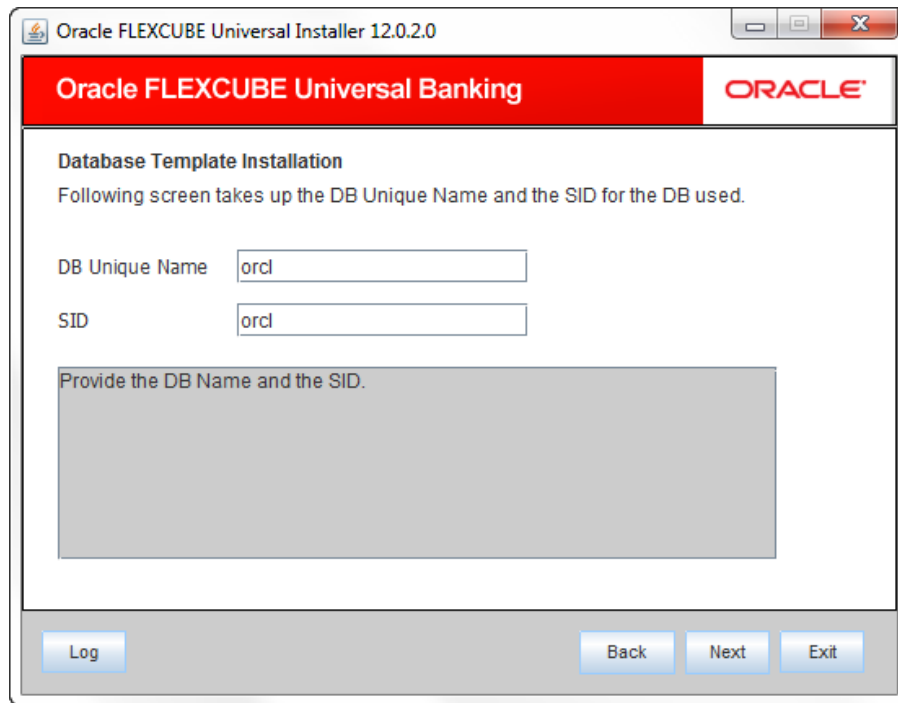 Oracle FLEXCUBE Universal Installer 12.0.2.0
Oracle FLEXCUBE Universal Banking
ORACLE
Database Template Installation
Following screen takes up the DB Unique Name and the SID for the DB used.
DB Unique Name orcl
SID orcl
Provide the DB Name and the SID.
Log Back Next Exit